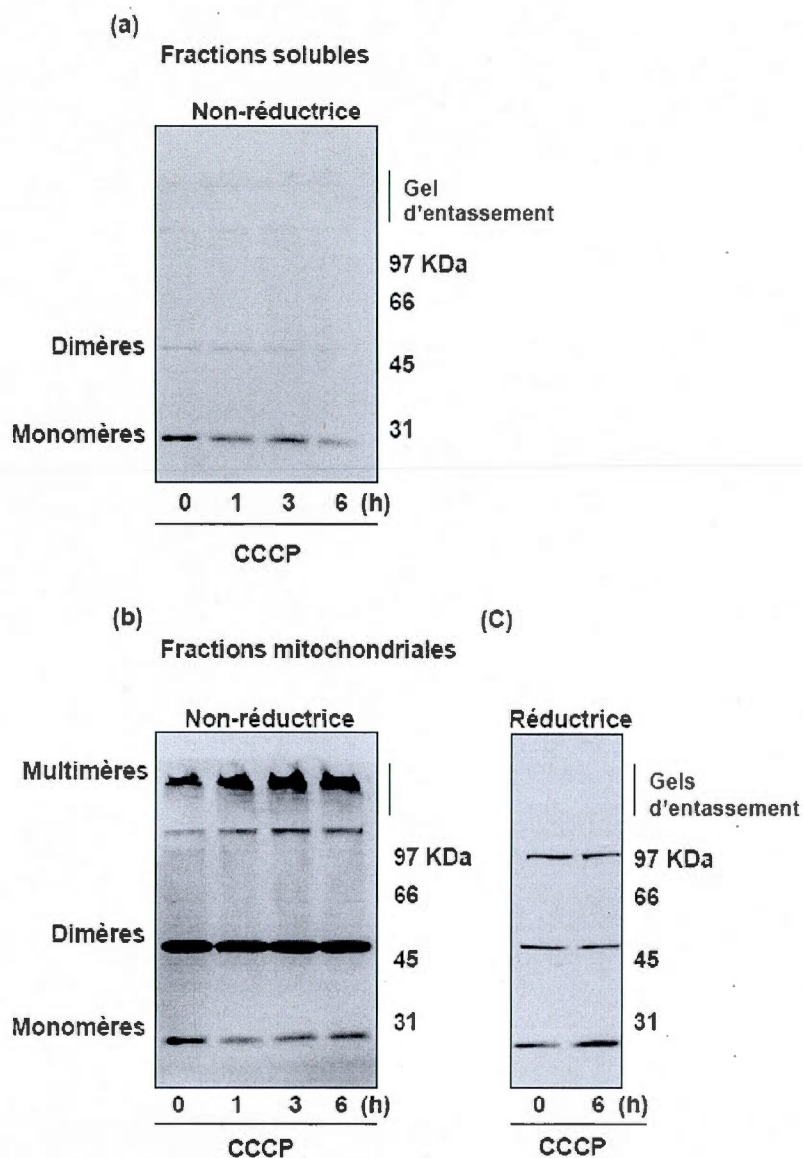 (a)
Fractions solubles
Non-réductrice
Gel
d'entassement
97 KDa
66
Dimères
45
Monomères
31
0 1 3 6 (h)
CCCP
(b)
(C)
Fractions mitochondriales
Non-réductrice
Réductrice
Multimères
Gels
d'entassement
97 KDa
97 KDa
66
66
Dimères
45
45
Monomères
31
31
0 1 3 6 (h)
0 6 (h)
CCCP
CCCP